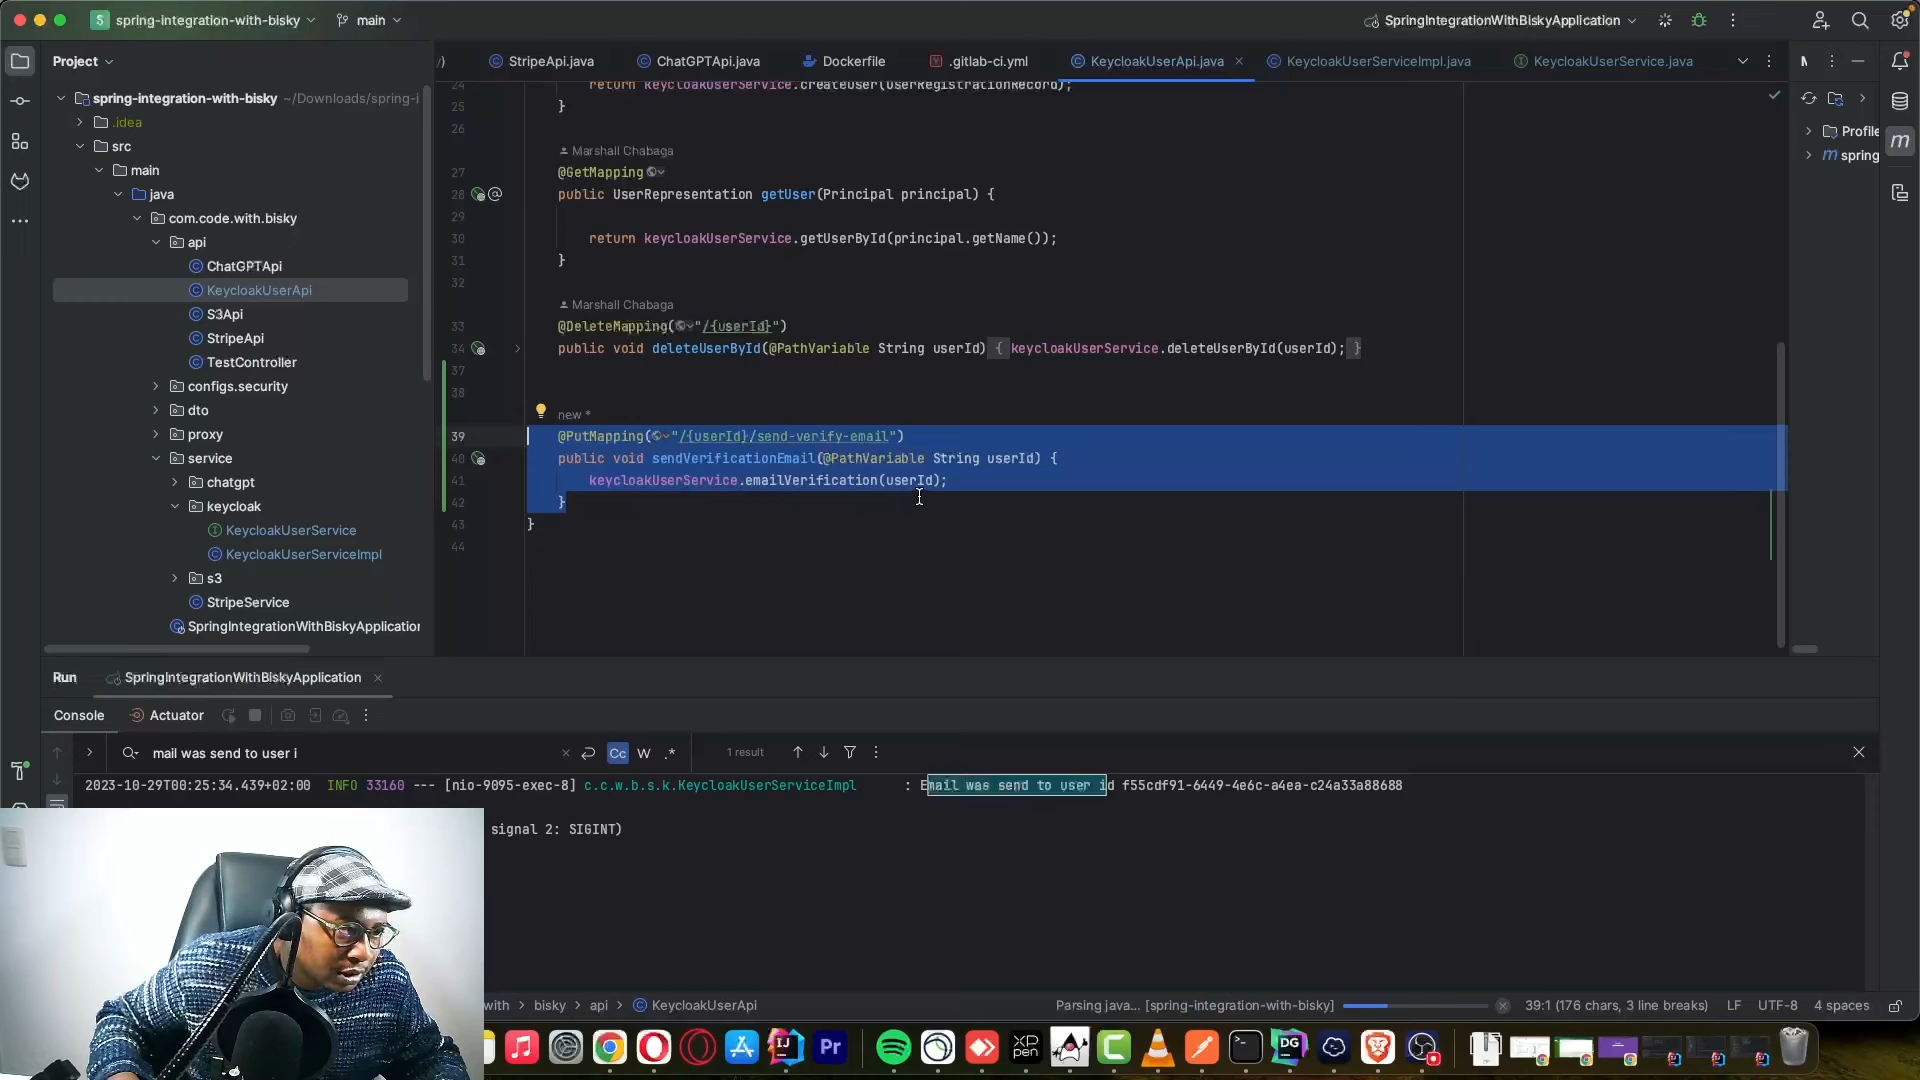 spring-integration-with-bisky
main
SpringIntegrationWithBiskyApplication
Project
StripeApi.java
ChatGPTApi.java
Dockerfile
.gitlab-ci.yml
KeycloakUserApi.java
KeycloakUserServiceImpl.java
KeycloakUserService.java
spring-integration-with-bisky ~/Downloads/spring-i
.idea
src
main
java
com.code.with.bisky
api
ChatGPTApi
KeycloakUserApi
S3Api
StripeApi
TestController
configs.security
dto
proxy
service
chatgpt
keycloak
KeycloakUserService
KeycloakUserServiceImpl
s3
StripeService
SpringIntegrationWithBiskyApplication
24 return keycloakUserService.createUser(userRegistrationRecord);
25 }
26
Marshall Chabaga
27 @GetMapping
28 public UserRepresentation getUser(Principal principal) {
29
30 return keycloakUserService.getUserById(principal.getName());
31 }
32
Marshall Chabaga
33 @DeleteMapping("/{userId}")
34 public void deleteUserById(@PathVariable String userId) { keycloakUserService.deleteUserById(userId); }
37
38
new *
39 @PutMapping("/{userId}/send-verify-email")
40 public void sendVerificationEmail(@PathVariable String userId) {
41 keycloakUserService.emailVerification(userId);
42 }
43 }
44
Profile
spring
Run SpringIntegrationWithBiskyApplication
Console Actuator
mail was send to user i
Cc W .* 1 result
2023-10-29T00:25:34.439+02:00 INFO 33160 --- [nio-9095-exec-8] c.c.w.b.s.k.KeycloakUserServiceImpl : Email was send to user id f55cdf91-6449-4e6c-a4ea-c24a33a88688
signal 2: SIGINT)
with bisky api KeycloakUserApi
Parsing java... [spring-integration-with-bisky]
39:1 (176 chars, 3 line breaks) LF UTF-8 4 spaces